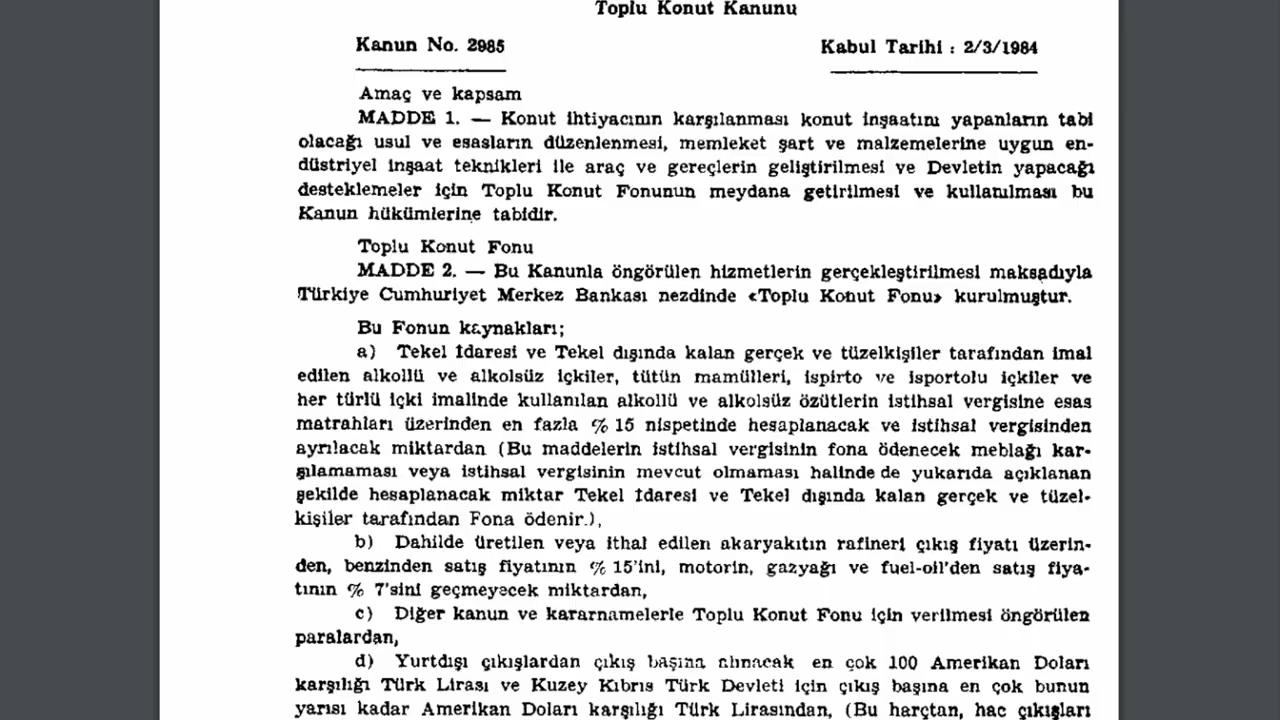 Toplu Konut Kanunu
Kanun No. 2985 Kabul Tarihi : 2/3/1984
Amaç ve kapsam
MADDE 1. — Konut ihtiyacının karşılanması konut inşaatını yapanların tabi
olacağı usul ve esasların düzenlenmesi, memleket şart ve malzemelerine uygun en-
düstriyel inşaat teknikleri ile araç ve gereçlerin geliştirilmesi ve Devletin yapacağı
desteklemeler için Toplu Konut Fonunun meydana getirilmesi ve kullanılması bu
Kanun hükümlerine tabidir.
Toplu Konut Fonu
MADDE 2. — Bu Kanunla öngörülen hizmetlerin gerçekleştirilmesi maksadıyla
Türkiye Cumhuriyet Merkez Bankası nezdinde «Toplu Konut Fonu» kurulmuştur.
Bu Fonun kaynakları;
a) Tekel İdaresi ve Tekel dışında kalan gerçek ve tüzelkişiler tarafından imal
edilen alkollü ve alkolsüz içkiler, tütün mamülleri, ispirto ve isportolu içkiler ve
her türlü içki imalinde kullanılan alkollü ve alkolsüz özütlerin istihsal vergisine esas
matrahları üzerinden en fazla % 15 nispetinde hesaplanacak ve istihsal vergisinden
ayrılacak miktardan (Bu maddelerin istihsal vergisinin fona ödenecek meblağı kar-
şılamaması veya istihsal vergisinin mevcut olmaması halinde de yukarıda açıklanan
şekilde hesaplanacak miktar Tekel İdaresi ve Tekel dışında kalan gerçek ve tüzel-
kişiler tarafından Fona ödenir.),
b) Dahilde üretilen veya ithal edilen akaryakıtın rafineri çıkış fiyatı üzerin-
den, benzinden satış fiyatının % 15'ini, motorin, gazyağı ve fuel-oil'den satış fiya-
tının % 7'sini geçmeyecek miktardan,
c) Diğer kanun ve kararnamelerle Toplu Konut Fonu için verilmesi öngörülen
paralardan,
d) Yurtdışı çıkışlardan çıkış başına alınacak en çok 100 Amerikan Doları
karşılığı Türk Lirası ve Kuzey Kıbrıs Türk Devleti için çıkış başına en çok bunun
yarısı kadar Amerikan Doları karşılığı Türk Lirasından, (Bu harçtan, hac çıkışları